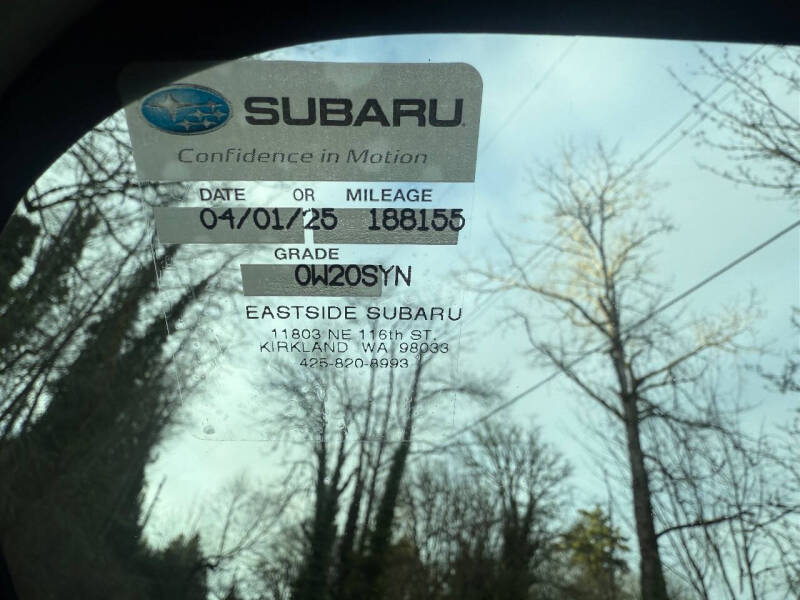 SUBARU
Confidence in Motion
DATE OR MILEAGE
04/01/25 188155
GRADE
0W20SYN
EASTSIDE SUBARU
11803 NE 116th ST.
KIRKLAND WA 98033
425-820-8993